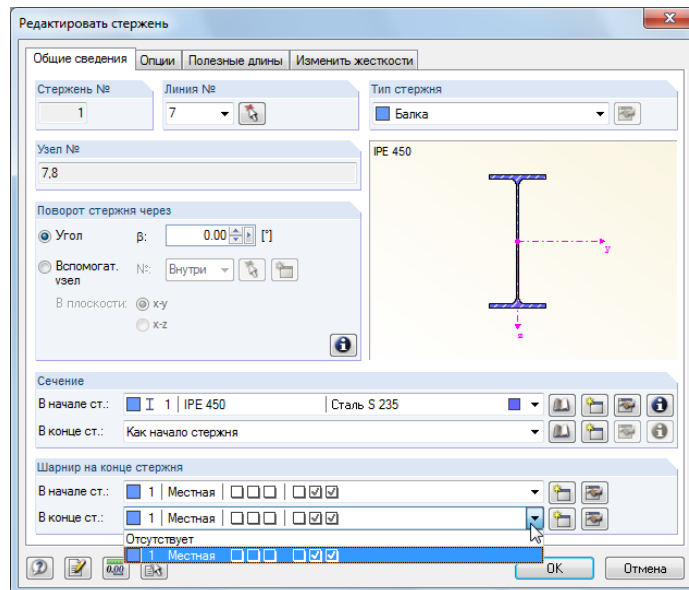 Редактировать стержень
Общие сведения Опции Полезные длины Изменить жесткости
Стержень № Линия № Тип стержня
1 7 Балка
Узел № IPE 450
7,8
Поворот стержня через
Угол β: 0.00 [°]
Вспомогат. узел N°: Внутри
В плоскости: x-y
x-z
y
z
Сечение
В начале ст.: 1 IPE 450 Сталь S 235
В конце ст.: Как начало стержня
Шарнир на конце стержня
В начале ст.: 1 Местная
В конце ст.: 1 Местная
Отсутствует
1 Местная
0.00 OK Отмена